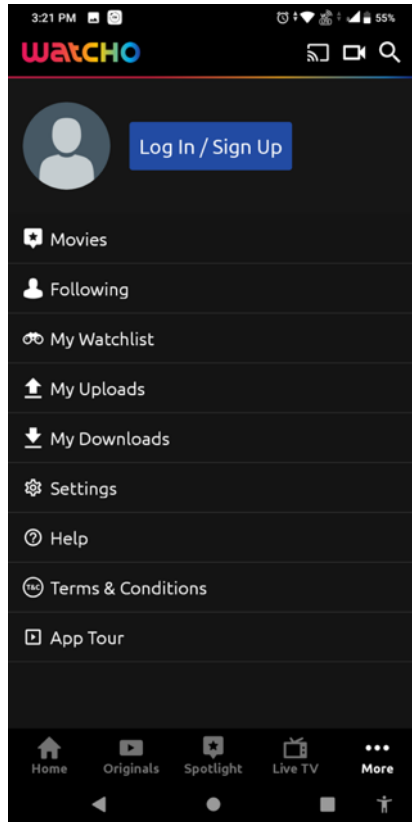 3:21 PM 55%
WatCHO
Log In / Sign Up
Movies
Following
My Watchlist
My Uploads
My Downloads
Settings
Help
T&C Terms & Conditions
App Tour
Home Originals Spotlight Live TV More